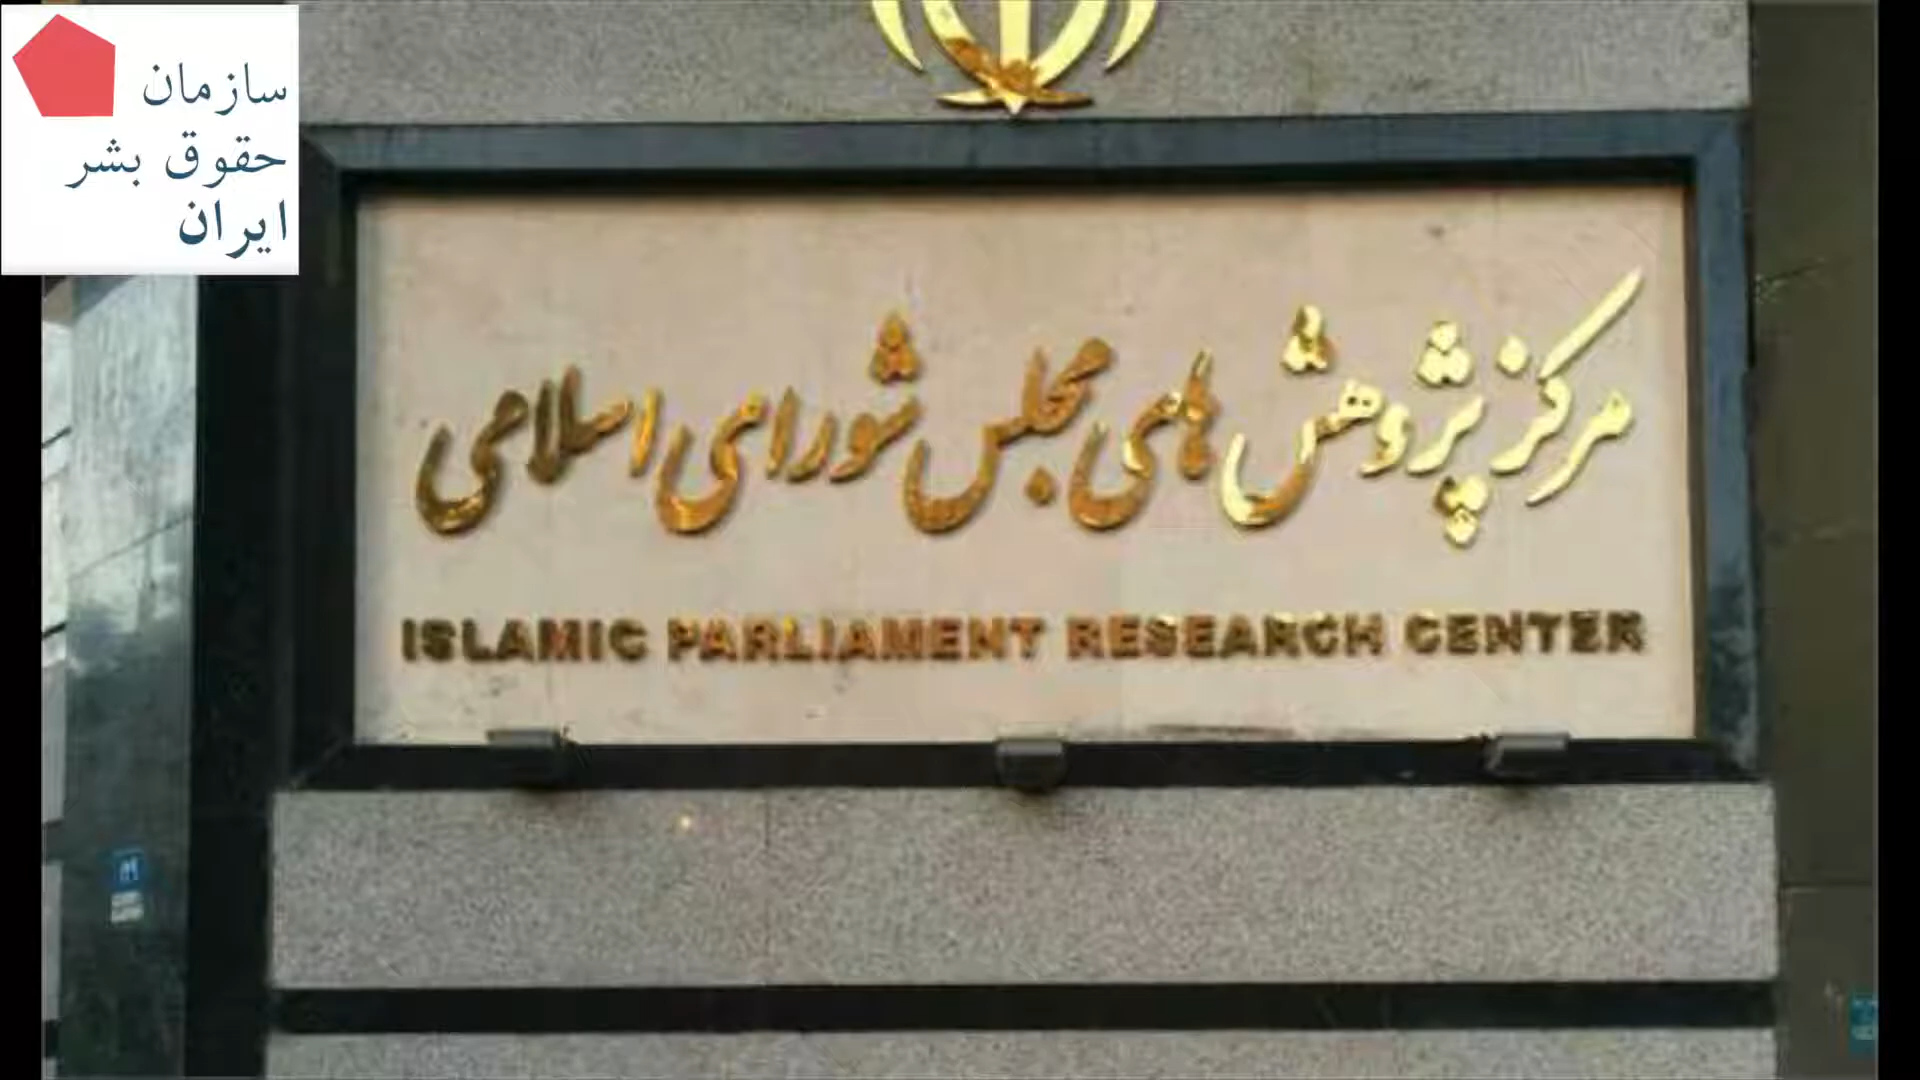 سازمان
حقوق بشر
ایران
مرکز پژوهش های مجلس شورای اسلامی
ISLAMIC PARLIAMENT RESEARCH CENTER